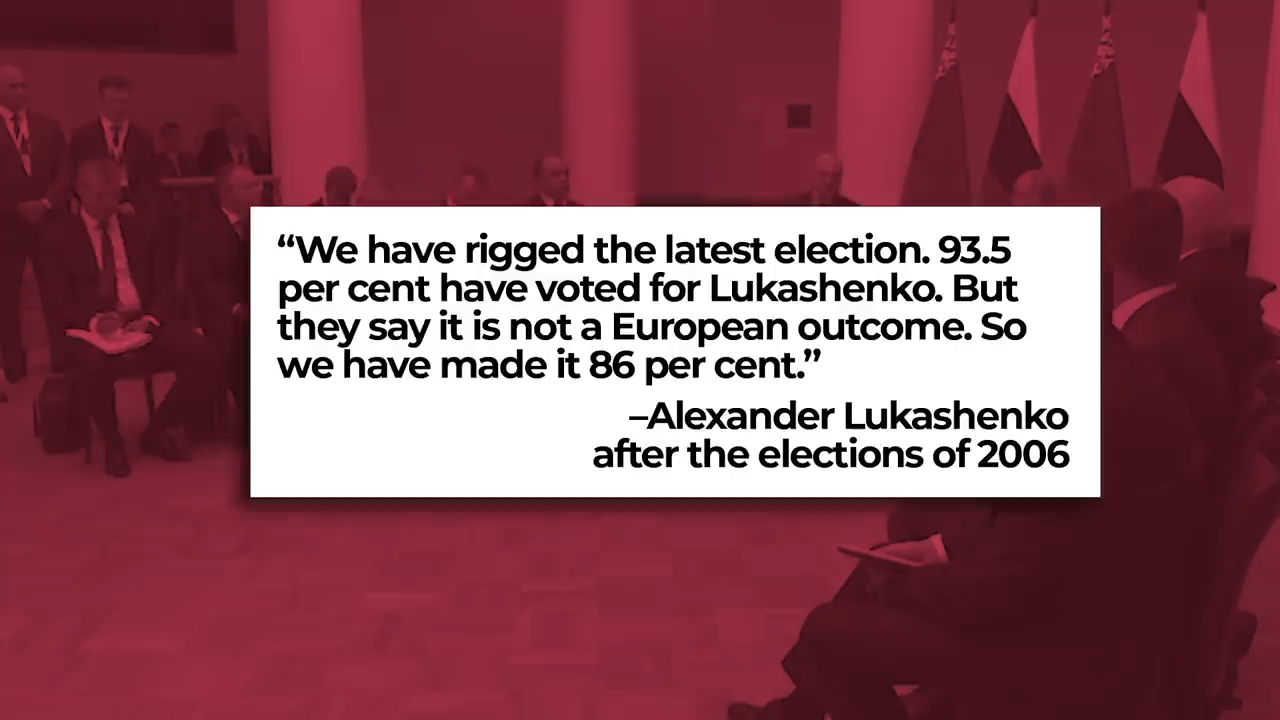 “We have rigged the latest election. 93.5
per cent have voted for Lukashenko. But
they say it is not a European outcome. So
we have made it 86 per cent.”
–Alexander Lukashenko
after the elections of 2006